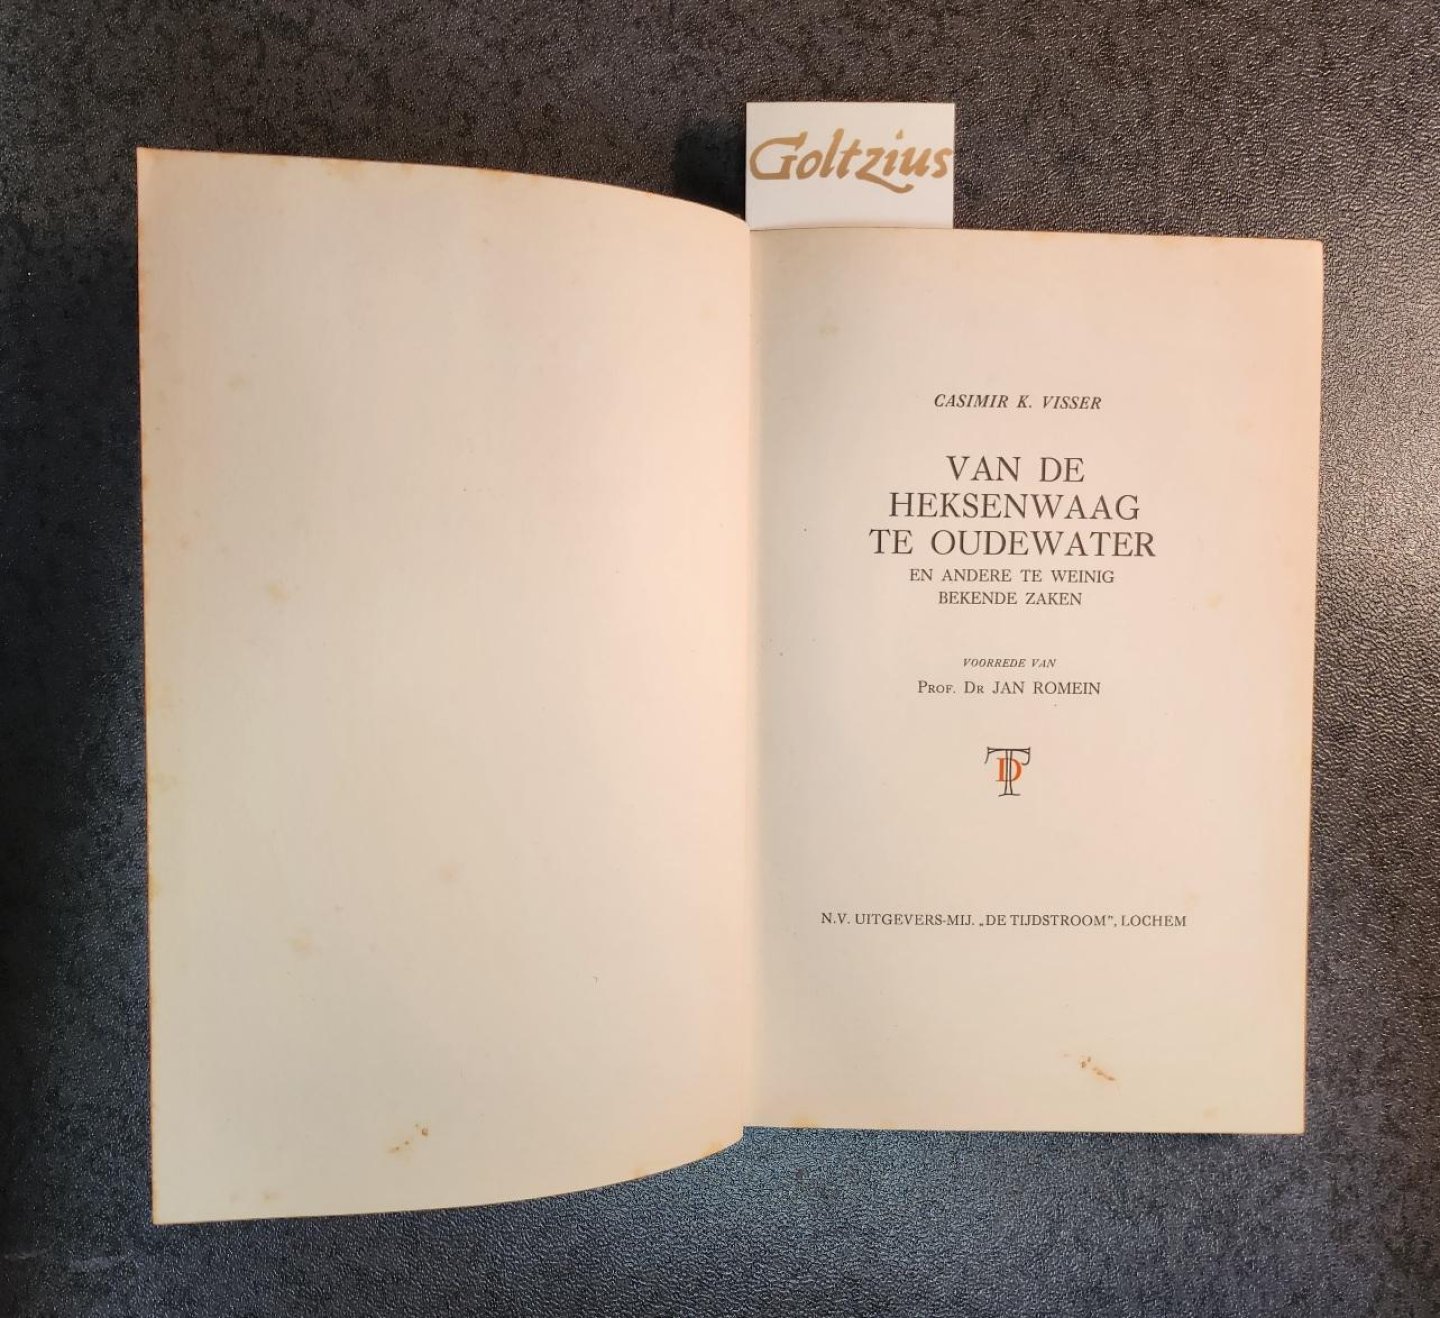 Goltzius
CASIMIR K. VISSER
VAN DE
HEKSENWAAG
TE OUDEWATER
EN ANDERE TE WEINIG
BEKENDE ZAKEN
VOORREDE VAN
PROF. DR JAN ROMEIN
TD
N.V. UITGEVERS-MIJ. „DE TIJDSTROOM”, LOCHEM